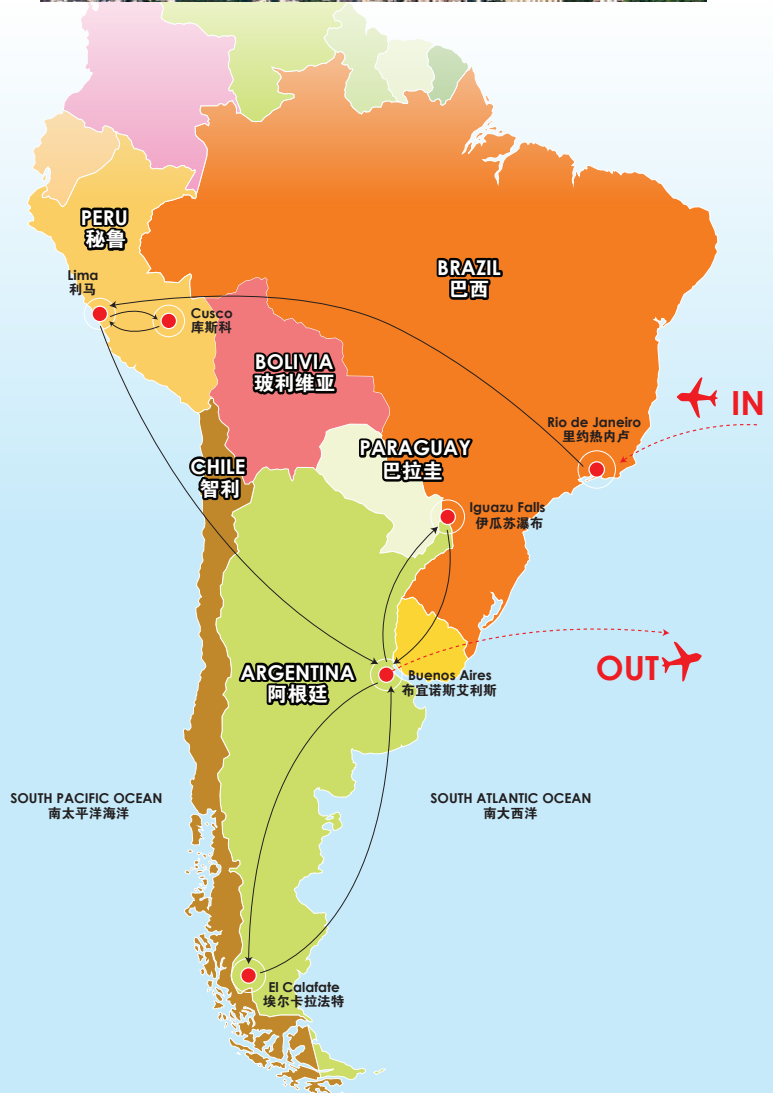 PERU
秘鲁
Lima
利马
Cusco
库斯科
BRAZIL
巴西
BOLIVIA
玻利维亚
IN
Rio de Janeiro
里约热内卢
PARAGUAY
巴拉圭
CHILE
智利
Iguazu Falls
伊瓜苏瀑布
OUT
ARGENTINA
阿根廷
Buenos Aires
布宜诺斯艾利斯
SOUTH PACIFIC OCEAN
南太平洋海洋
SOUTH ATLANTIC OCEAN
南大西洋
El Calafate
埃尔卡拉法特